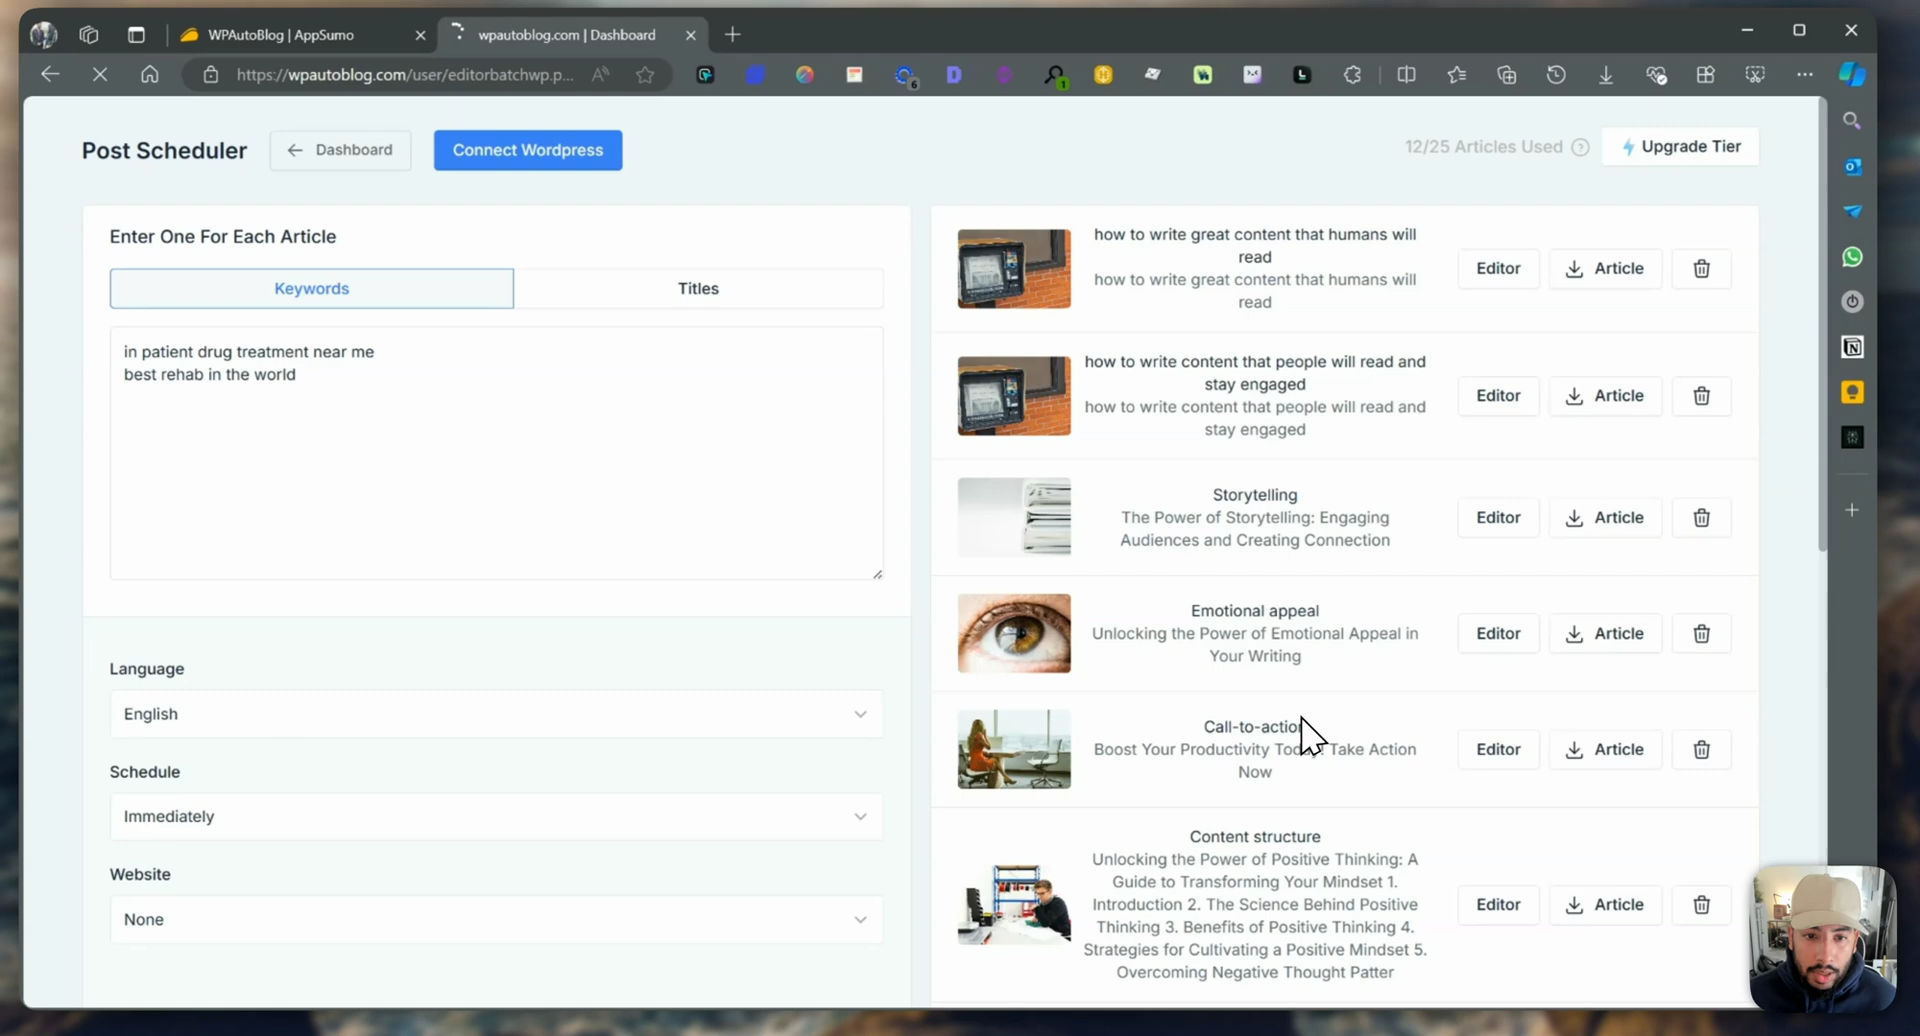 WPAutoBlog | AppSumo
wpautoblog.com | Dashboard
https://wpautoblog.com/user/editorbatchwp.p...
Post Scheduler
Dashboard
Connect Wordpress
12/25 Articles Used
Upgrade Tier
Enter One For Each Article
Keywords
Titles
in patient drug treatment near me
best rehab in the world
Language
English
Schedule
Immediately
Website
None
how to write great content that humans will
read
how to write great content that humans will
read
Editor
Article
how to write content that people will read and
stay engaged
how to write content that people will read and
stay engaged
Editor
Article
Storytelling
The Power of Storytelling: Engaging
Audiences and Creating Connection
Editor
Article
Emotional appeal
Unlocking the Power of Emotional Appeal in
Your Writing
Editor
Article
Call-to-action
Boost Your Productivity Today: Take Action
Now
Editor
Article
Content structure
Unlocking the Power of Positive Thinking: A
Guide to Transforming Your Mindset 1.
Introduction 2. The Science Behind Positive
Thinking 3. Benefits of Positive Thinking 4.
Strategies for Cultivating a Positive Mindset 5.
Overcoming Negative Thought Patter
Editor
Article